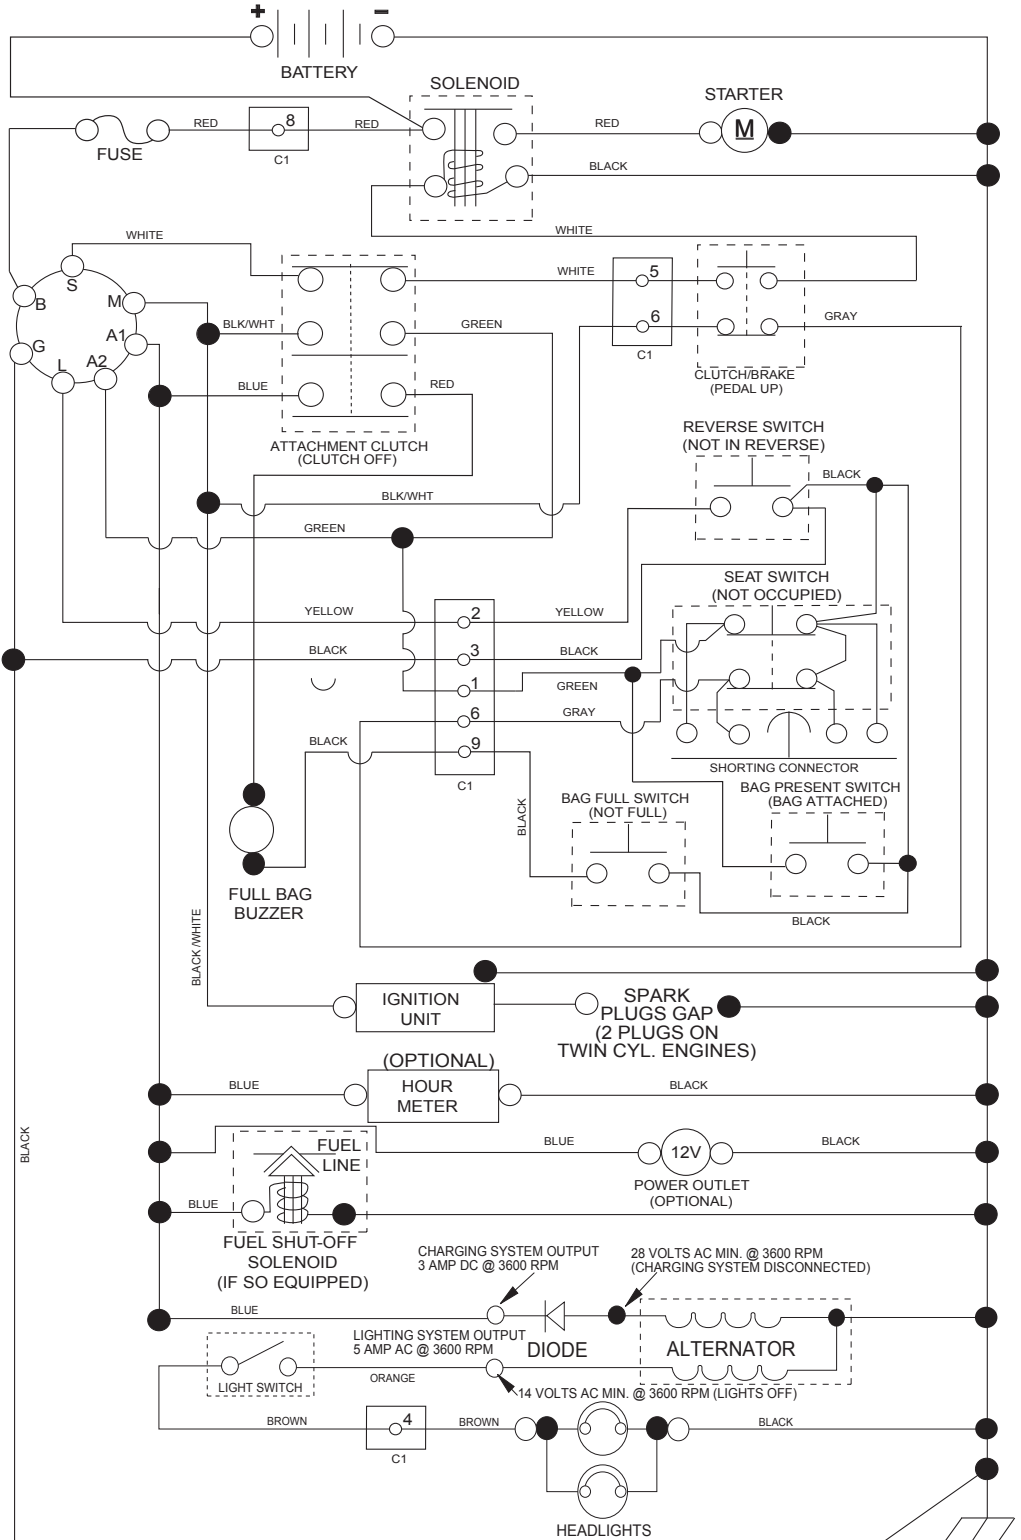 +
–
BATTERY
SOLENOID
STARTER
FUSE
RED
8
C1
RED
RED
M
BLACK
WHITE
WHITE
S
B
M
A1
G
L
A2
BLK/WHT
BLUE
GREEN
RED
ATTACHMENT CLUTCH
(CLUTCH OFF)
WHITE
5
6
C1
GRAY
CLUTCH/BRAKE
(PEDAL UP)
REVERSE SWITCH
(NOT IN REVERSE)
BLACK
BLK/WHT
GREEN
SEAT SWITCH
(NOT OCCUPIED)
YELLOW
2
YELLOW
BLACK
3
BLACK
1
GREEN
6
GRAY
BLACK
9
C1
SHORTING CONNECTOR
BAG PRESENT SWITCH
(BAG ATTACHED)
BAG FULL SWITCH
(NOT FULL)
BLACK
BLACK
FULL BAG
BUZZER
BLACK /WHITE
IGNITION
UNIT
SPARK
PLUGS GAP
(2 PLUGS ON
TWIN CYL. ENGINES)
(OPTIONAL)
BLUE
HOUR
METER
BLACK
BLACK
FUEL
LINE
BLUE
12V
BLACK
POWER OUTLET
(OPTIONAL)
BLUE
FUEL SHUT-OFF
SOLENOID
(IF SO EQUIPPED)
CHARGING SYSTEM OUTPUT
3 AMP DC @ 3600 RPM
28 VOLTS AC MIN. @ 3600 RPM
(CHARGING SYSTEM DISCONNECTED)
BLUE
LIGHTING SYSTEM OUTPUT
5 AMP AC @ 3600 RPM
DIODE
ALTERNATOR
LIGHT SWITCH
ORANGE
14 VOLTS AC MIN. @ 3600 RPM (LIGHTS OFF)
BROWN
4
C1
BROWN
BLACK
HEADLIGHTS